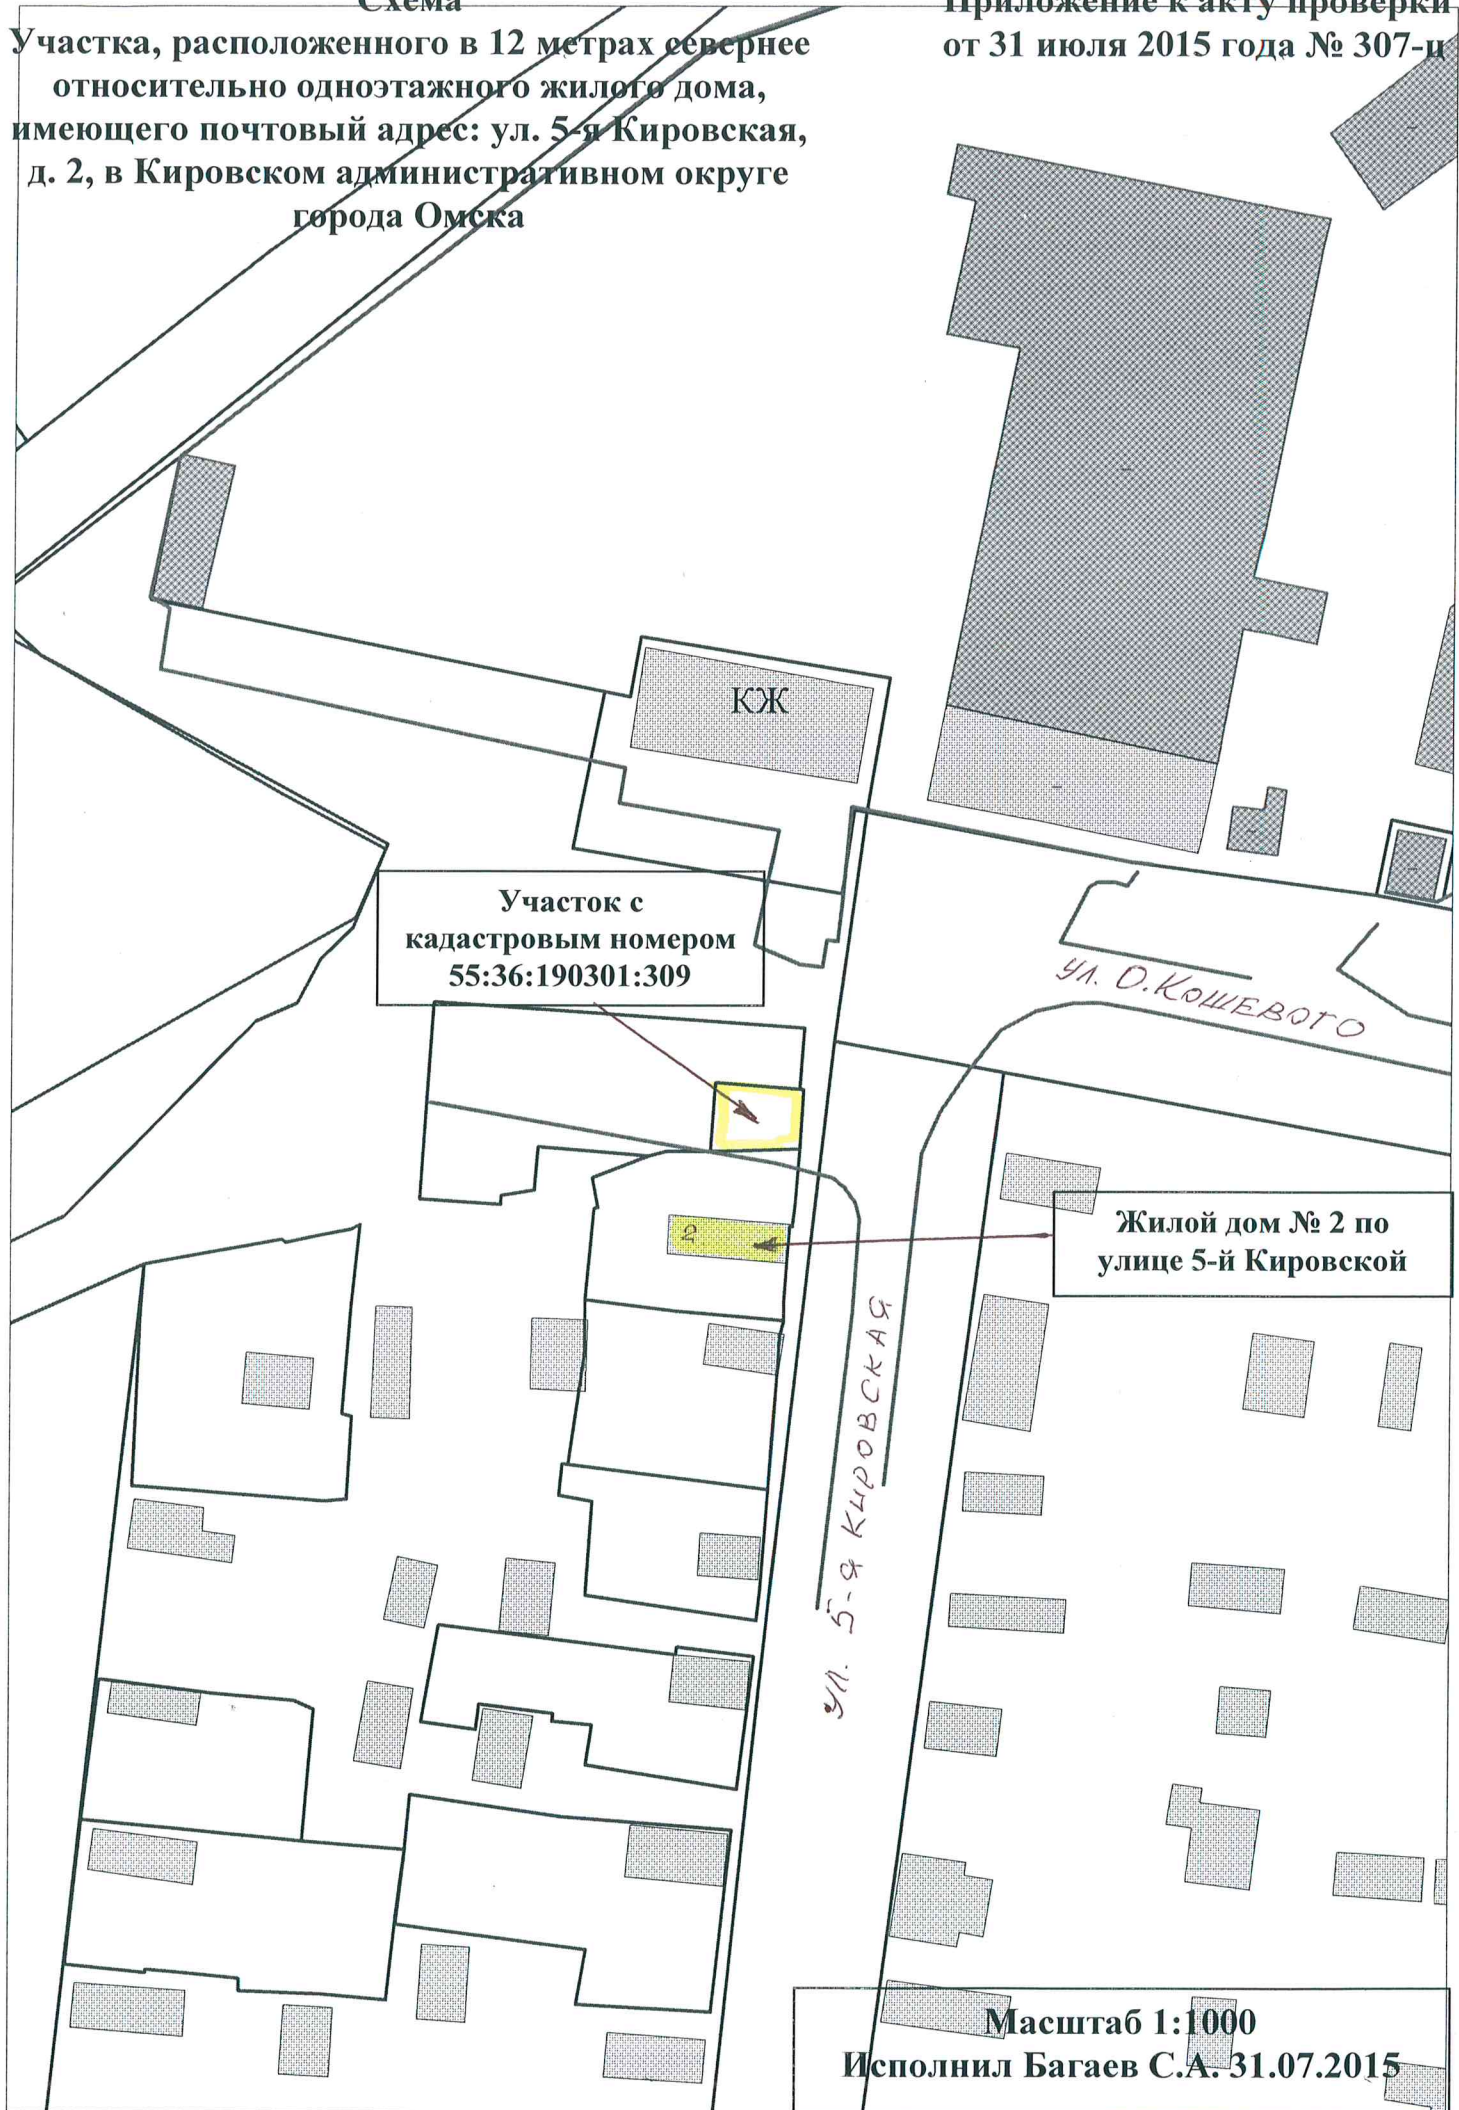 Схема
Участка, расположенного в 12 метрах севернее
относительно одноэтажного жилого дома,
имеющего почтовый адрес: ул. 5-я Кировская,
д. 2, в Кировском административном округе
города Омска
Приложение к акту проверки
от 31 июля 2015 года № 307-ц
КЖ
Участок с
кадастровым номером
55:36:190301:309
ул. О.Кошевого
2
Жилой дом № 2 по
улице 5-й Кировской
ул. 5-я Кировская
Масштаб 1:1000
Исполнил Багаев С.А. 31.07.2015